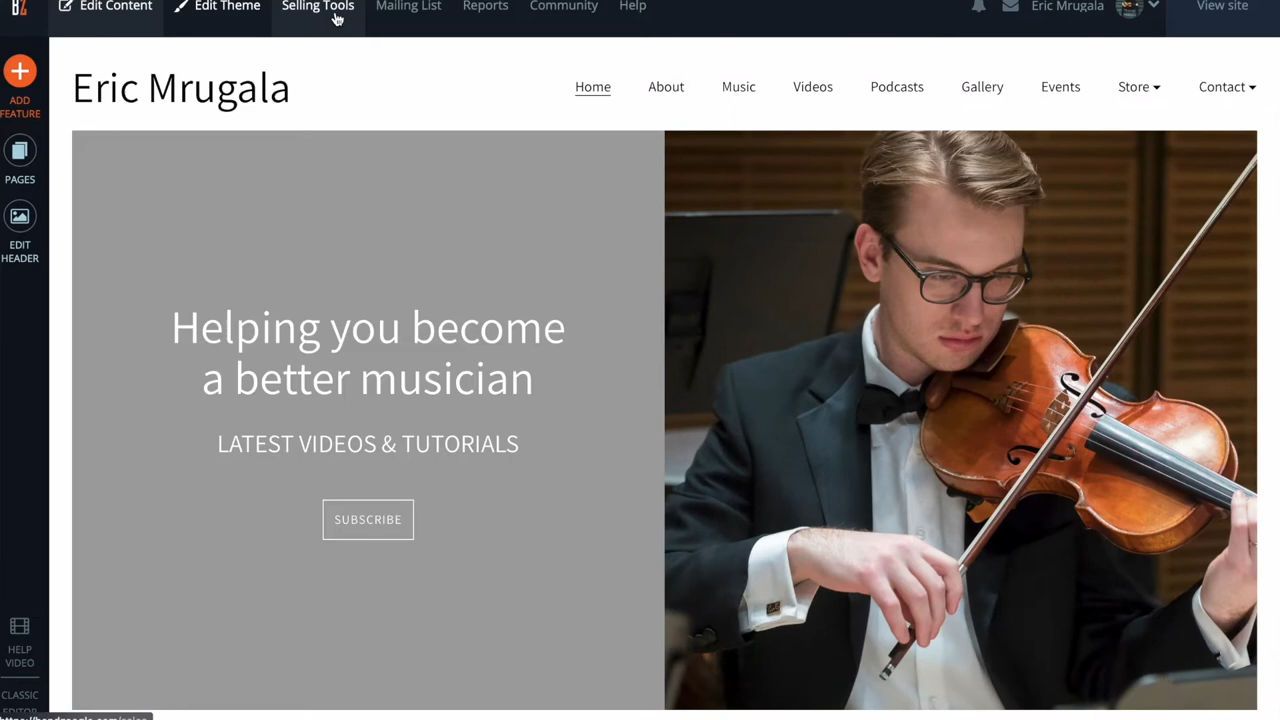 BZ
Edit Content
Edit Theme
Selling Tools
Mailing List
Reports
Community
Help
Eric Mrugala
View site
ADD
FEATURE
PAGES
EDIT
HEADER
HELP
VIDEO
CLASSIC
EDITOR
Eric Mrugala
Home
About
Music
Videos
Podcasts
Gallery
Events
Store
Contact
Helping you become
a better musician
LATEST VIDEOS & TUTORIALS
SUBSCRIBE